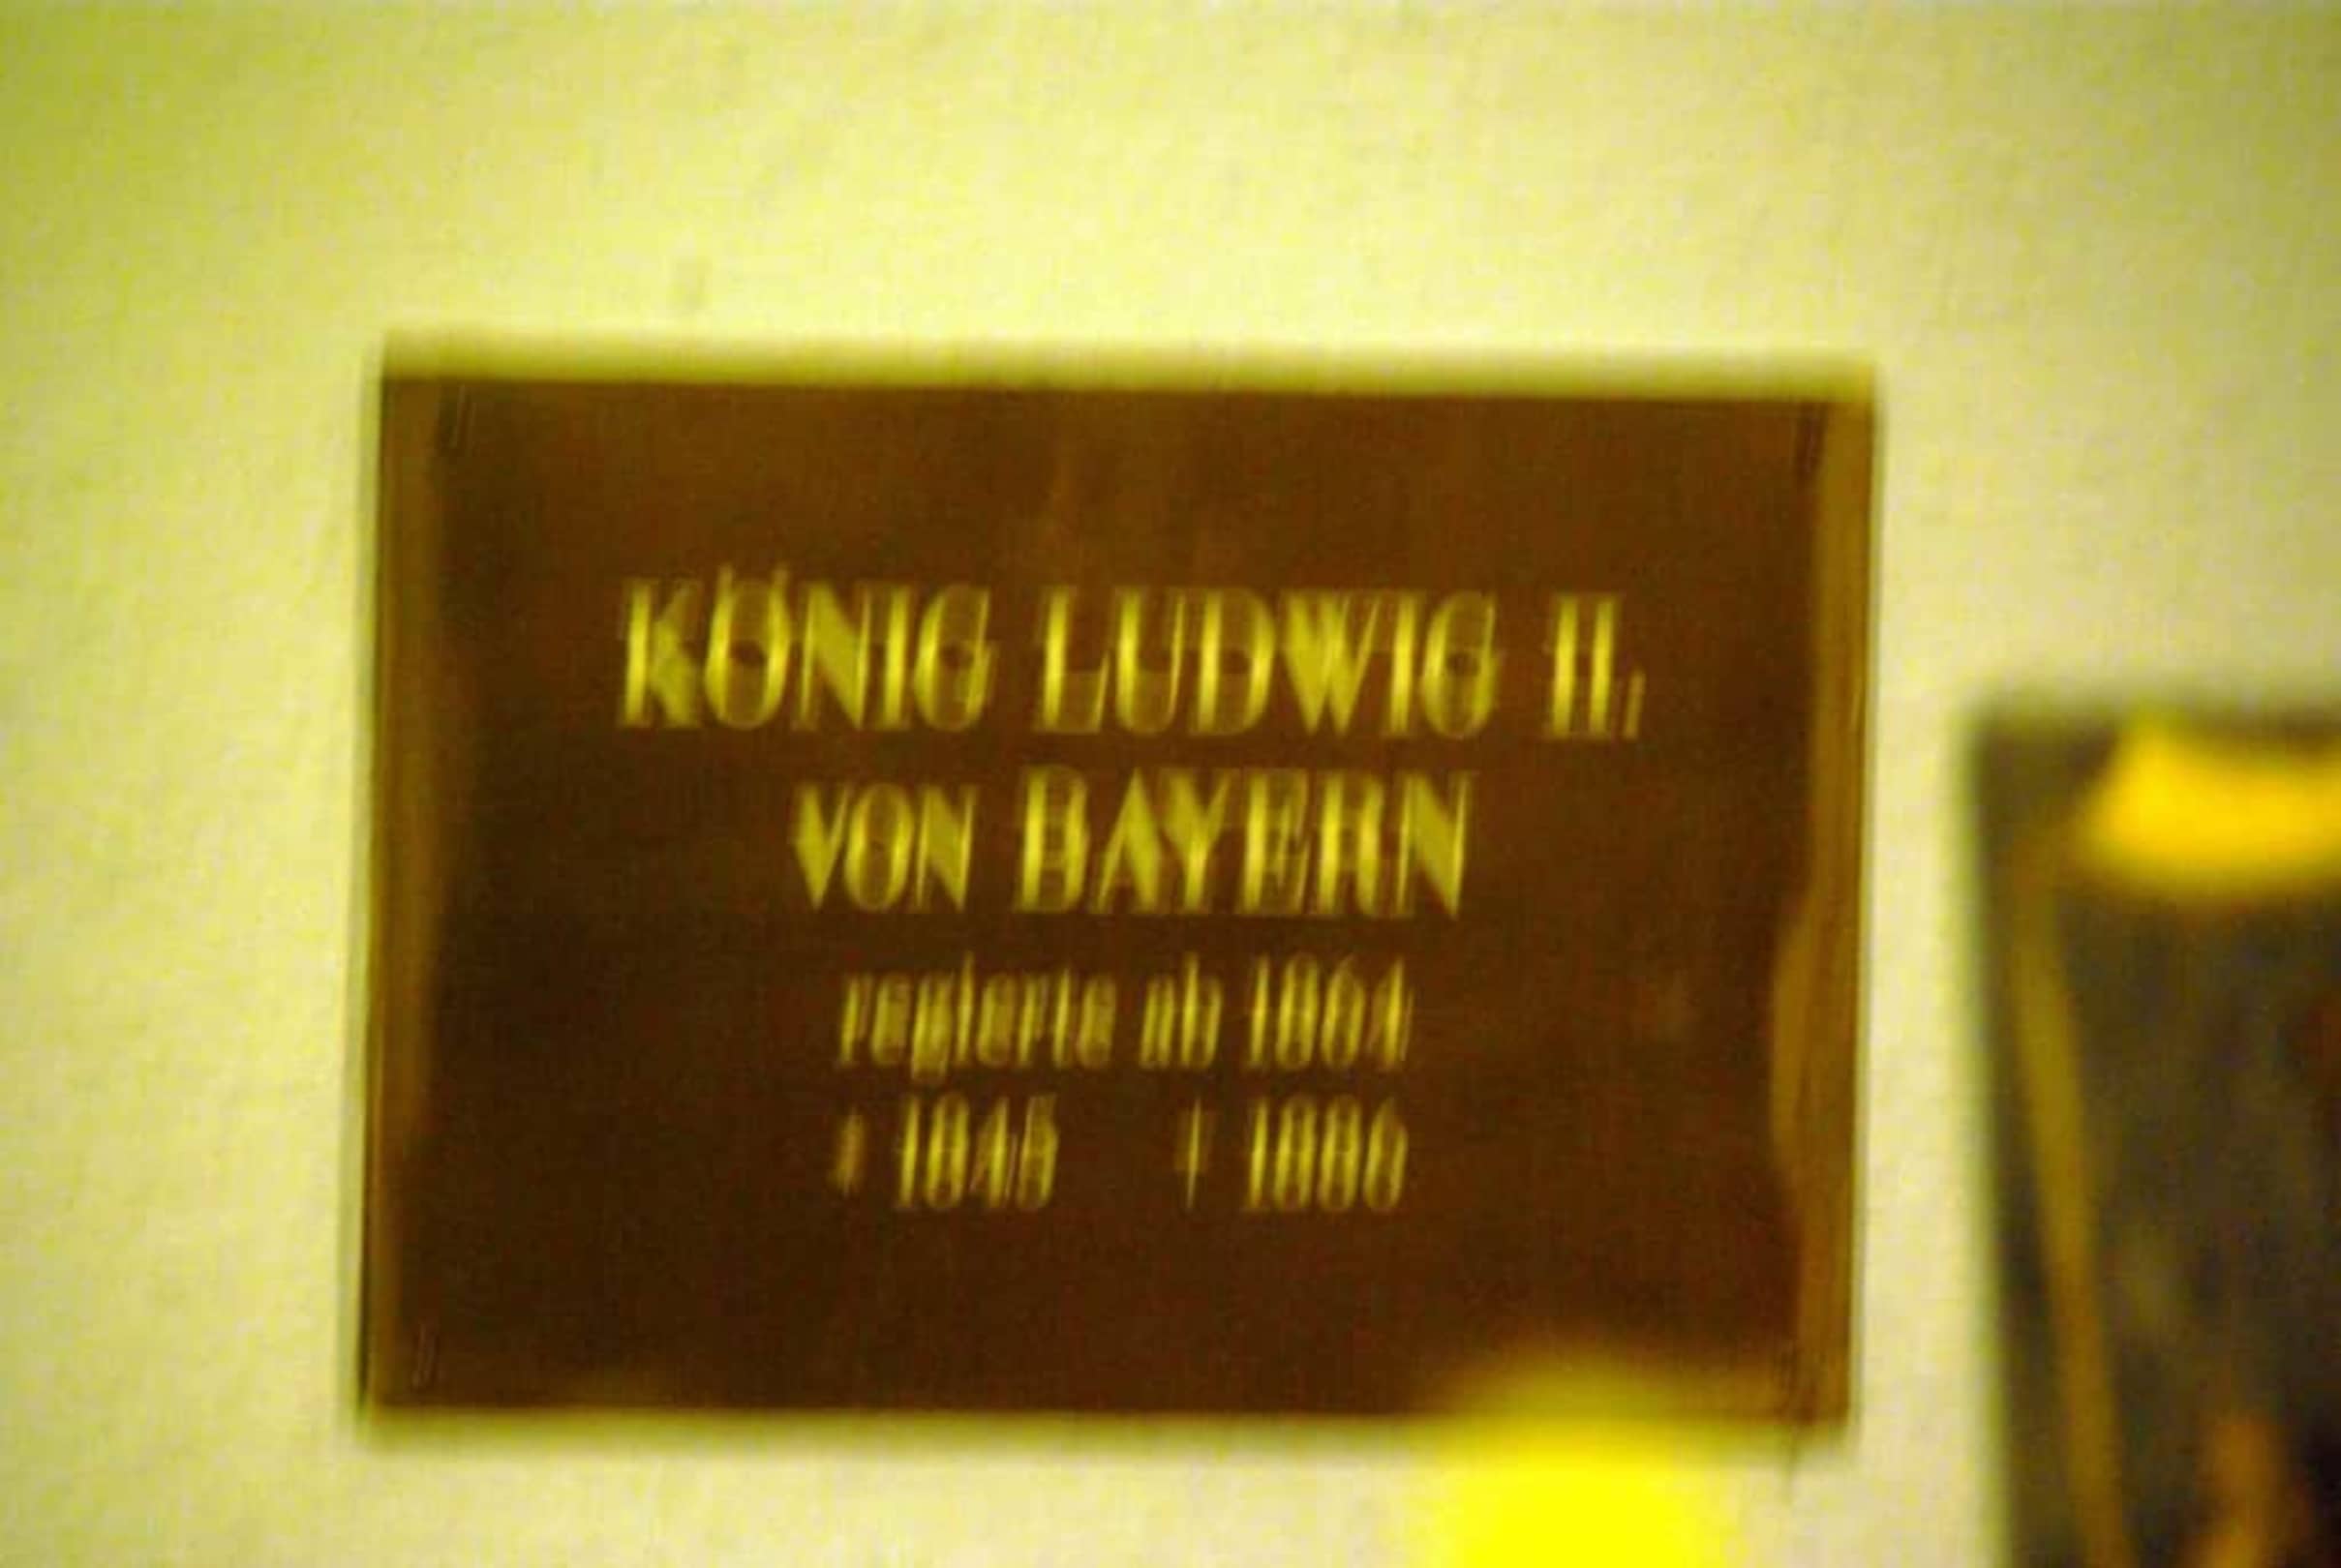 KÖNIG LUDWIG II.
VON BAYERN
regierte ab 1864
* 1845 † 1886